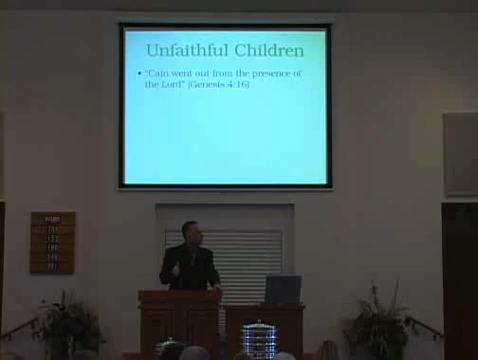 Unfaithful Children
• "Cain went out from the presence of
the Lord" (Genesis 4:16)